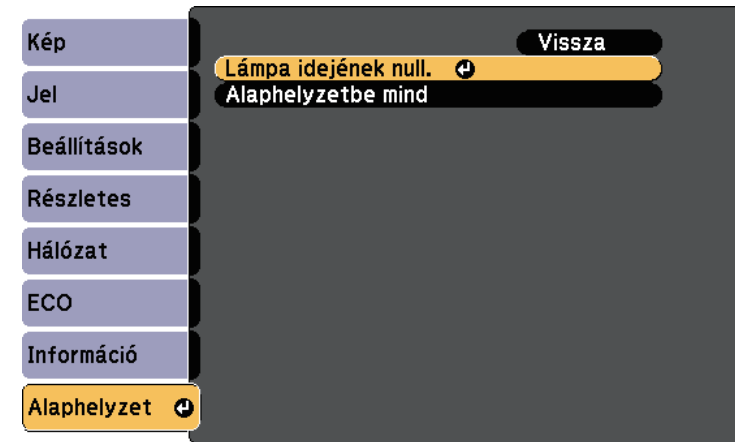 Kép
Jel
Beállítások
Részletes
Hálózat
ECO
Információ
Alaphelyzet
Vissza
Lámpa idejének null.
Alaphelyzetbe mind